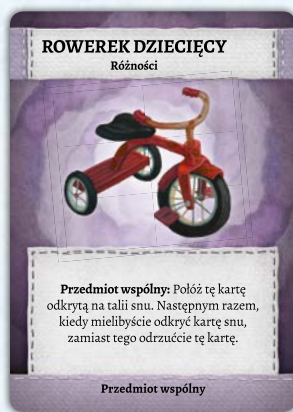 ROWEREK DZIECIĘCY
Różności
Przedmiot wspólny: Połóż tę kartę
odkrytą na talii snu. Następnym razem,
kiedy mielibyście odkryć kartę snu,
zamiast tego odrzućcie tę kartę.
Przedmiot wspólny